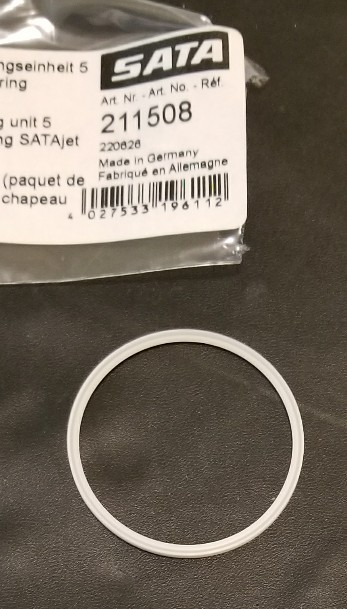 SATA
ngseinheit 5
ring
Art. Nr. - Art. No. - Réf.
211508
g unit 5
ng SATAjet
220626
Made in Germany
Fabriqué en Allemagne
(paquet de
chapeau
4 027533 196112